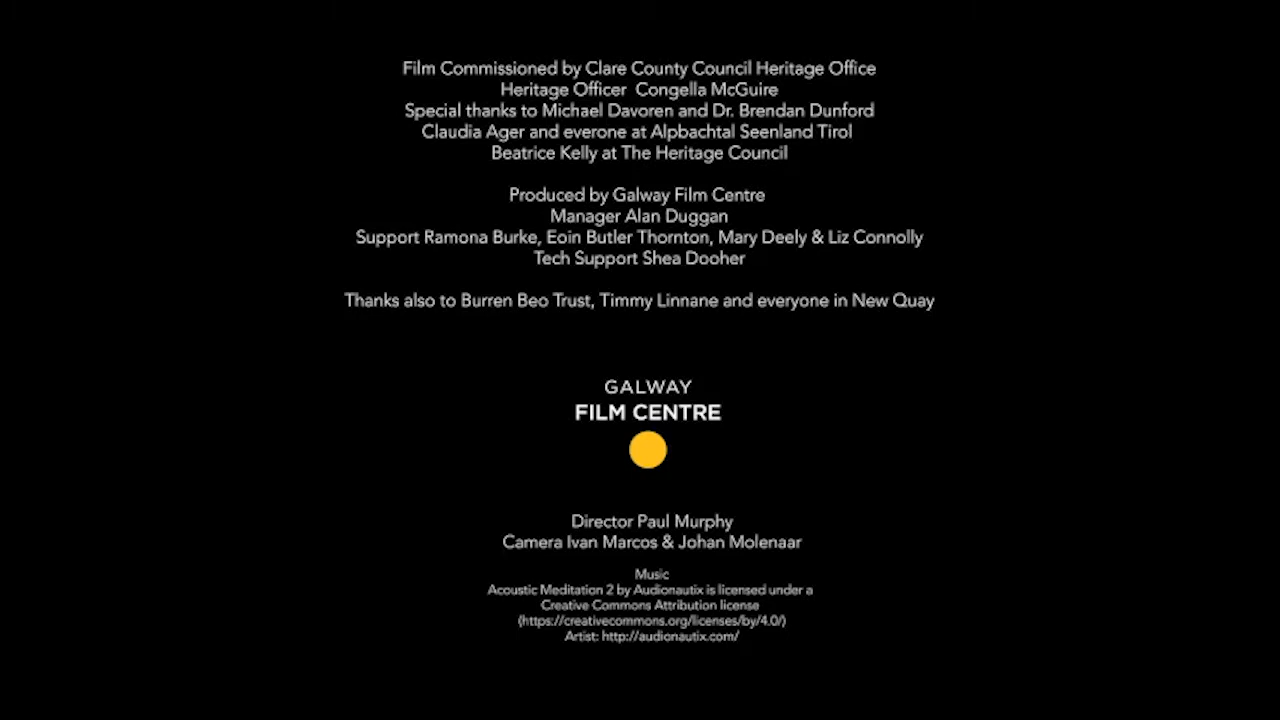 Film Commissioned by Clare County Council Heritage Office
Heritage Officer  Congella McGuire
Special thanks to Michael Davoren and Dr. Brendan Dunford
Claudia Ager and everone at Alpbachtal Seenland Tirol
Beatrice Kelly at The Heritage Council
Produced by Galway Film Centre
Manager Alan Duggan
Support Ramona Burke, Eoin Butler Thornton, Mary Deely & Liz Connolly
Tech Support Shea Dooher
Thanks also to Burren Beo Trust, Timmy Linnane and everyone in New Quay
GALWAY
FILM CENTRE
Director Paul Murphy
Camera Ivan Marcos & Johan Molenaar
Music
Acoustic Meditation 2 by Audionautix is licensed under a
Creative Commons Attribution license
(https://creativecommons.org/licenses/by/4.0/)
Artist: http://audionautix.com/